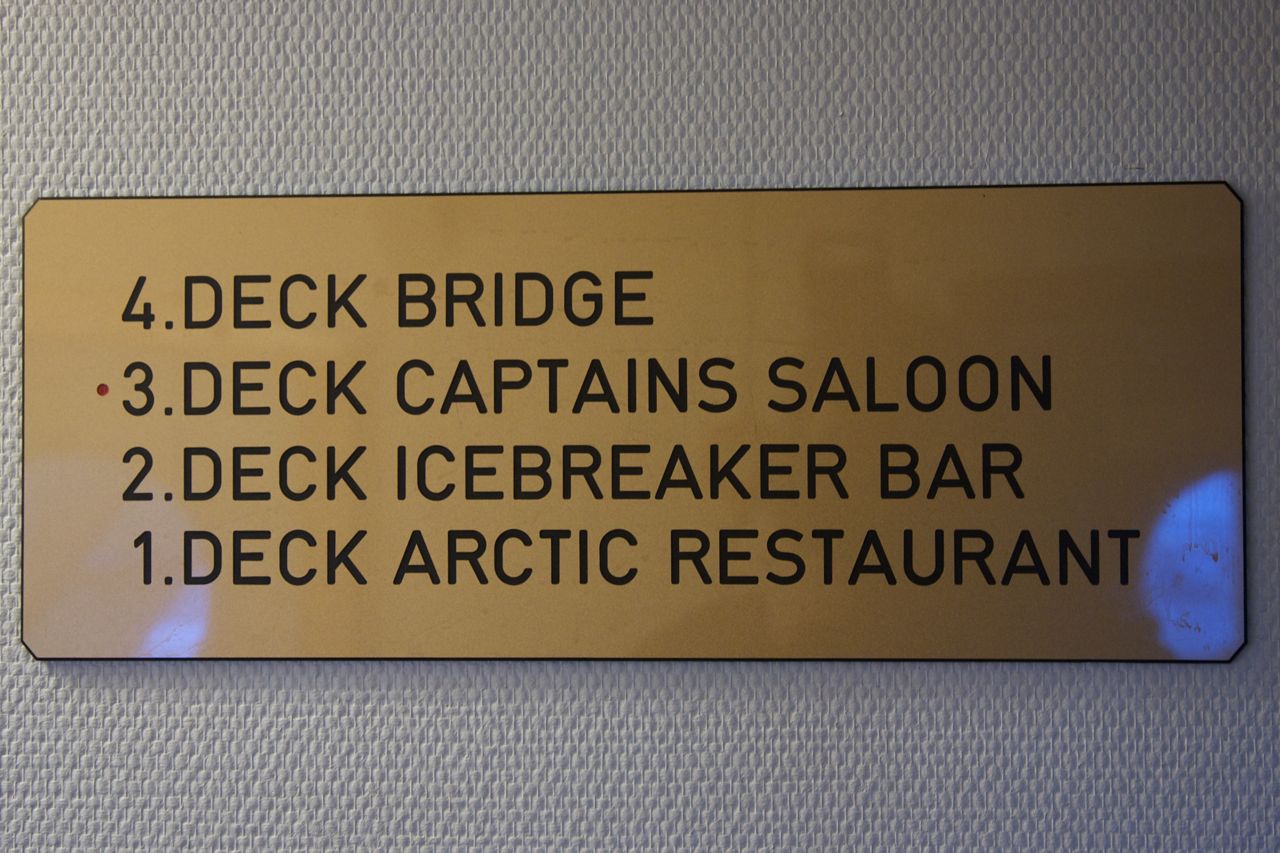 4.DECK BRIDGE
3.DECK CAPTAINS SALOON
2.DECK ICEBREAKER BAR
1.DECK ARCTIC RESTAURANT